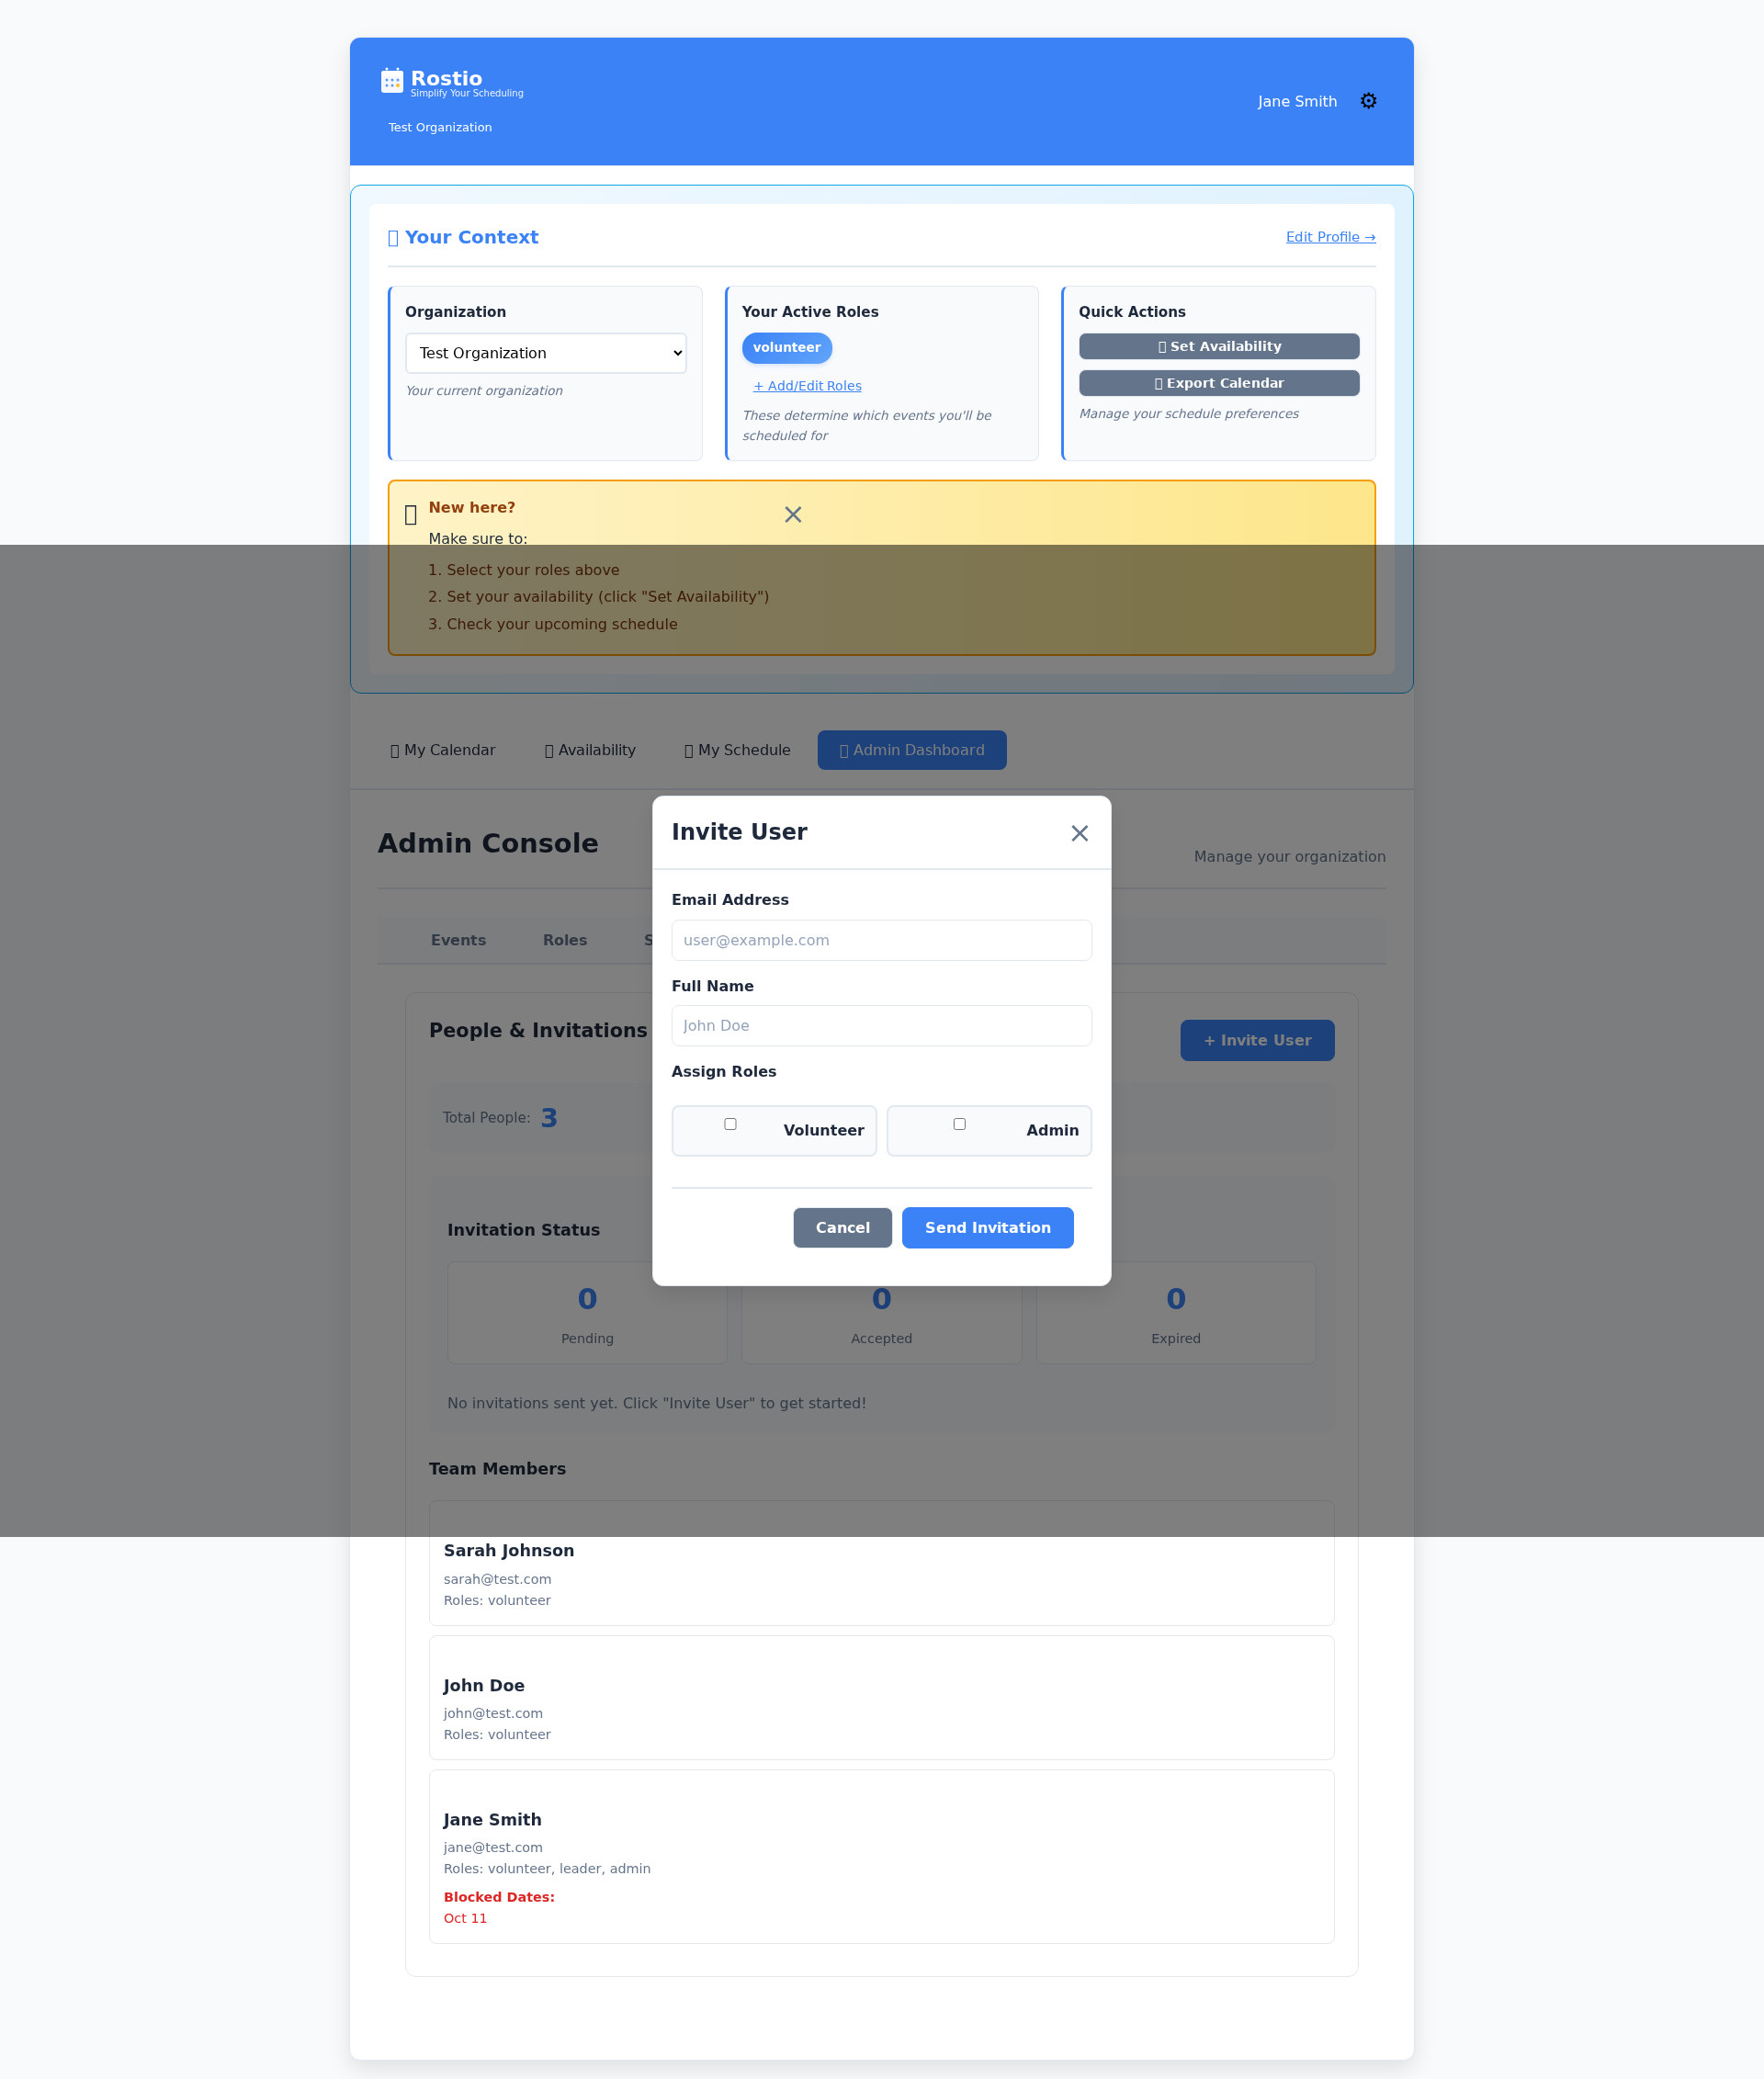 Rostio
Simplify Your Scheduling
Test Organization
Jane Smith
Your Context
Edit Profile →
Organization
Test Organization
Your current organization
Your Active Roles
volunteer
+ Add/Edit Roles
These determine which events you'll be
scheduled for
Quick Actions
Set Availability
Export Calendar
Manage your schedule preferences
New here?
Make sure to:
1. Select your roles above
2. Set your availability (click "Set Availability")
3. Check your upcoming schedule
My Calendar
Availability
My Schedule
Admin Dashboard
Admin Console
Manage your organization
Events
Roles
S
People & Invitations
+ Invite User
Total People: 3
Invitation Status
0
Pending
0
Accepted
0
Expired
No invitations sent yet. Click "Invite User" to get started!
Invite User
Email Address
user@example.com
Full Name
John Doe
Assign Roles
Volunteer
Admin
Cancel
Send Invitation
Team Members
Sarah Johnson
sarah@test.com
Roles: volunteer
John Doe
john@test.com
Roles: volunteer
Jane Smith
jane@test.com
Roles: volunteer, leader, admin
Blocked Dates:
Oct 11